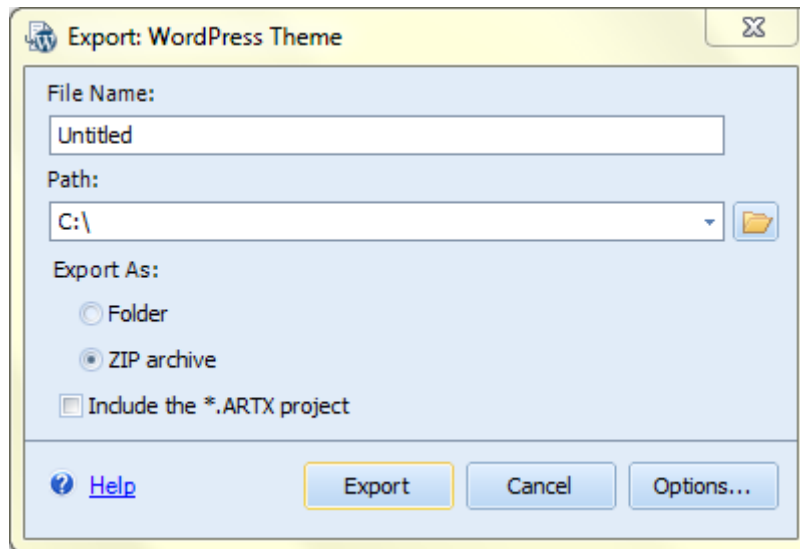 Export: WordPress Theme
File Name:
Untitled
Path:
C:\
Export As:
Folder
ZIP archive
Include the *.ARTX project
Help Export Cancel Options...